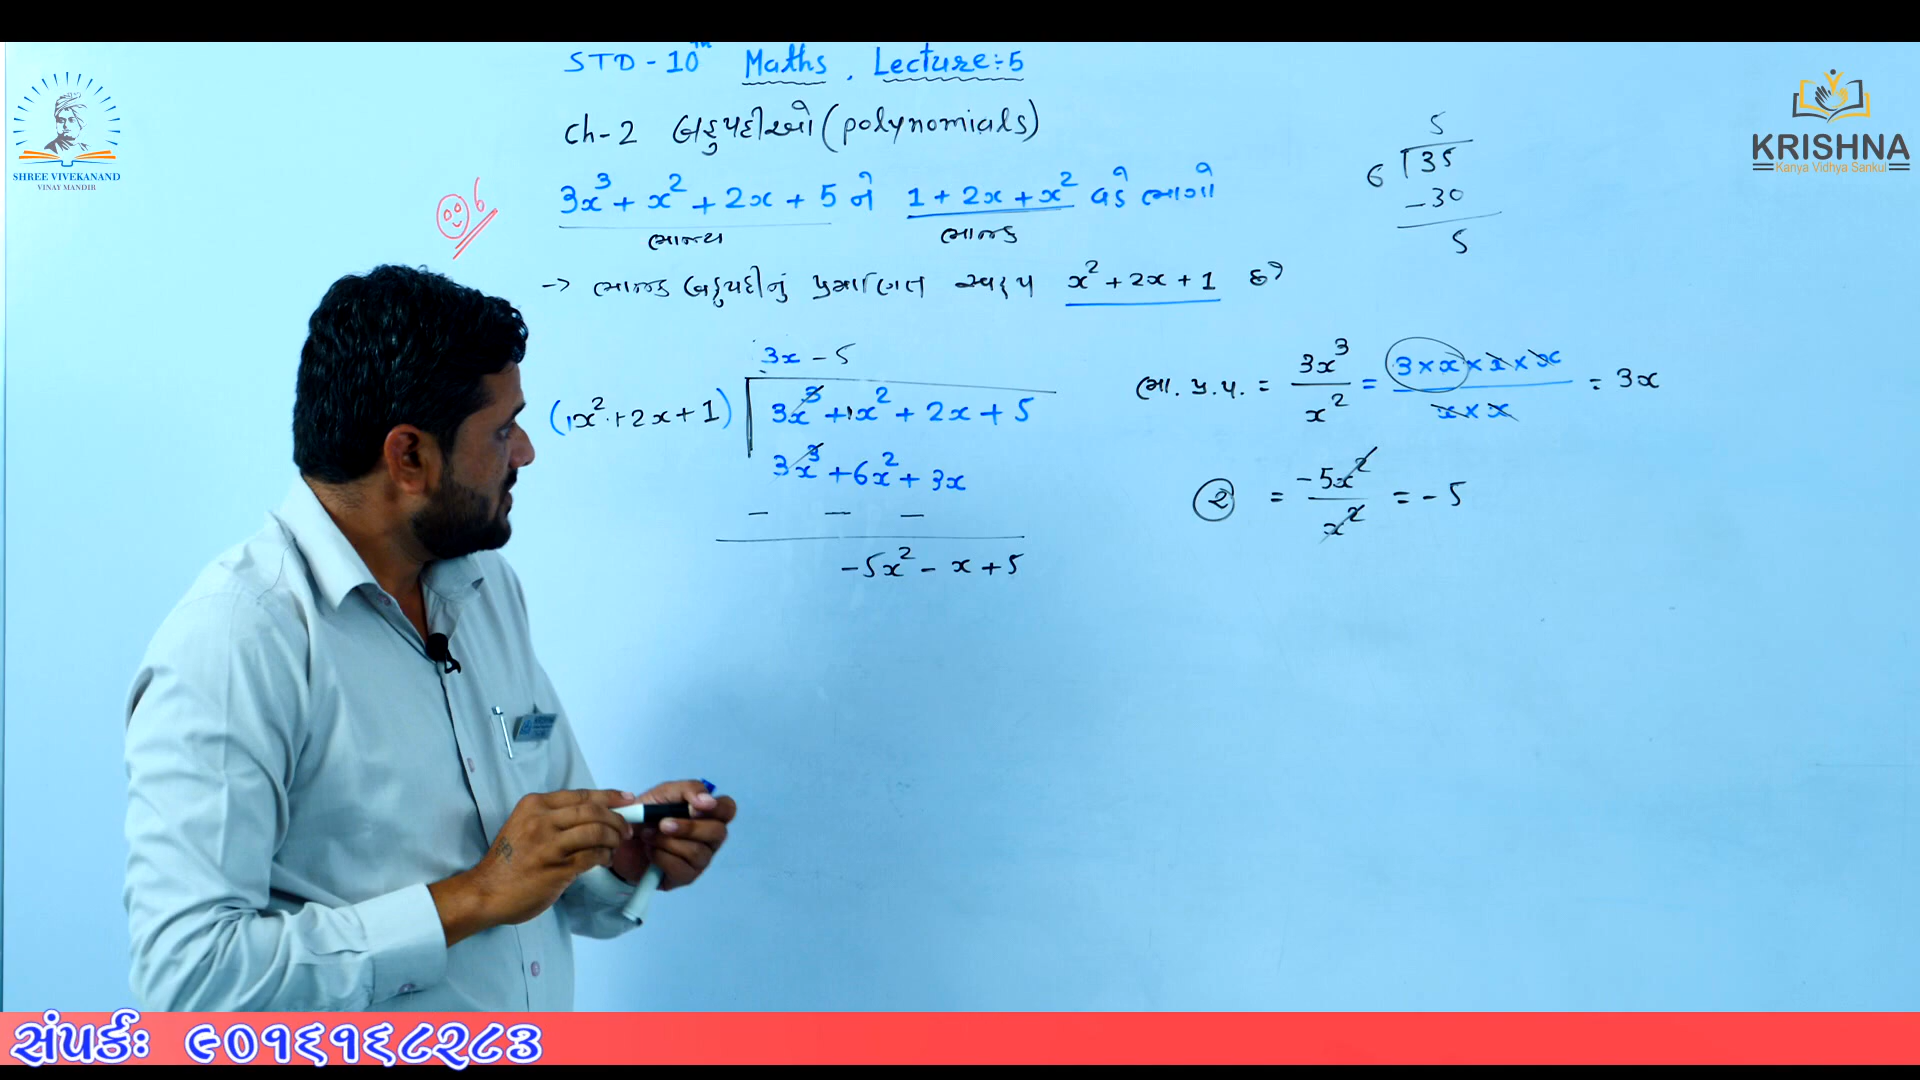 STD - 10th Maths, Lecture:- 5
Ch-2 બહુપદીઓ (polynomials)
6
3x³ + x² + 2x + 5 ને 1 + 2x + x² વડે ભાગો
ભાજ્ય ભાજક
→ ભાજક બહુપદીનું પ્રમાણિત સ્વરૂપ x² + 2x + 1 છે
3x - 5
(1x² + 2x + 1) 3x³ + 1x² + 2x + 5
3x³ + 6x² + 3x
— — —
-5x² - x + 5
5
6 35
-30
5
ભા. પ્ર. પ. = 3x³/x² = 3×x×x×x/x×x = 3x
② = -5x²/x² = -5
SHREE VIVEKANAND
VINAY MANDIR
KRISHNA
Kanya Vidhya Sankul
સંપર્કઃ ૯૦૧૬૧૬૮૨૮૩